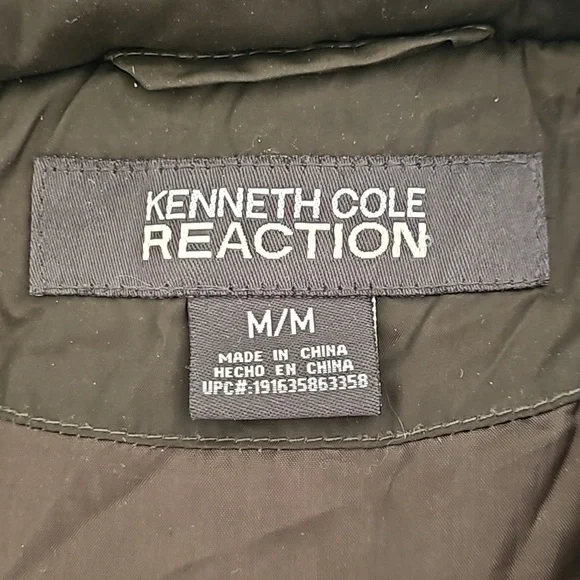 KENNETH COLE
REACTION
M/M
MADE IN CHINA
HECHO EN CHINA
UPC#:191635863358